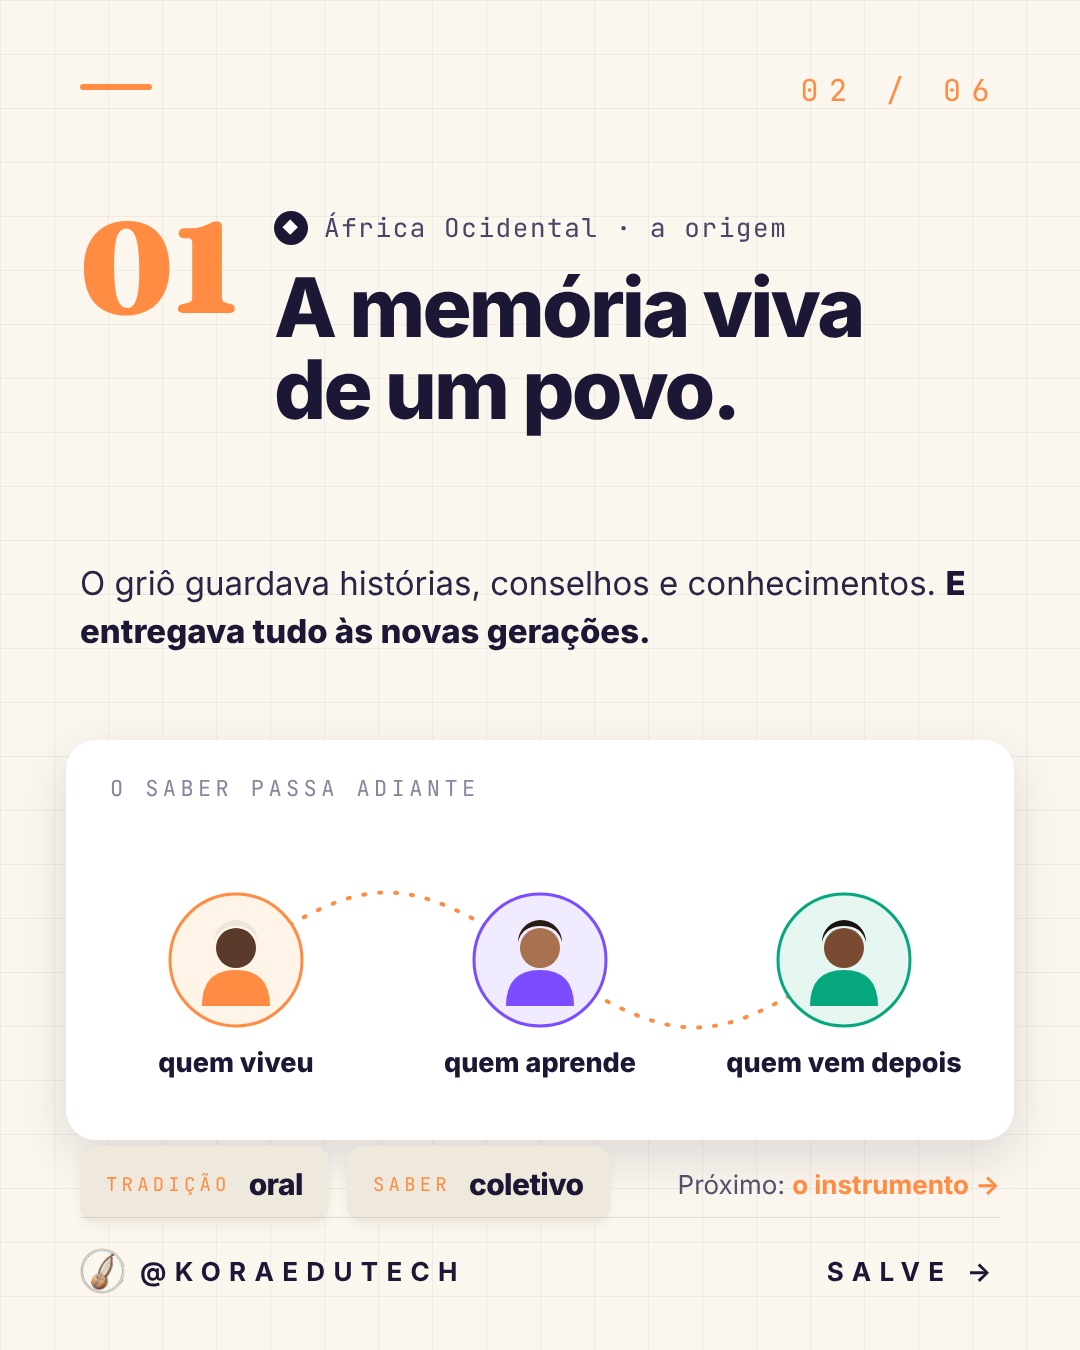 02 / 06
01
África Ocidental · a origem
A memória viva
de um povo.
O griô guardava histórias, conselhos e conhecimentos. E
entregava tudo às novas gerações.
O SABER PASSA ADIANTE
quem viveu
quem aprende
quem vem depois
TRADIÇÃO oral
SABER coletivo
Próximo: o instrumento →
@KORAEDUTECH
SALVE →